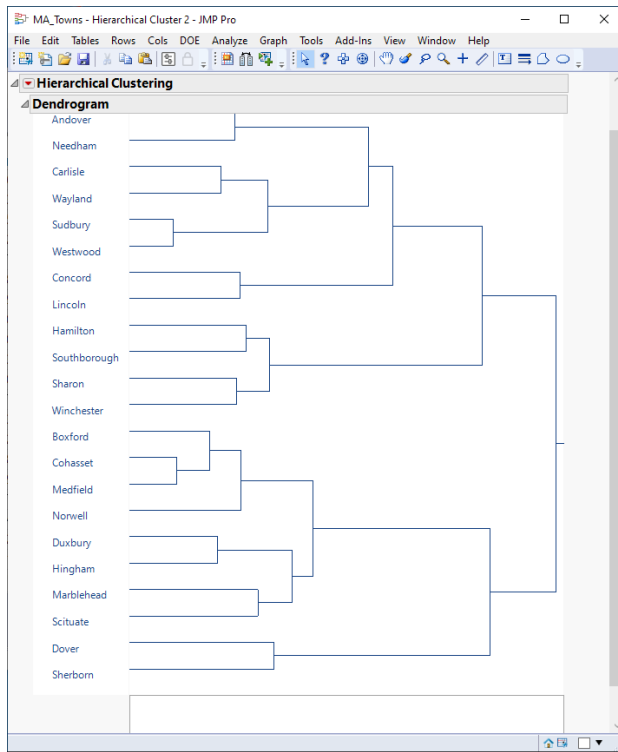 MA_Towns - Hierarchical Cluster 2 - JMP Pro
File Edit Tables Rows Cols DOE Analyze Graph Tools Add-Ins View Window Help
Hierarchical Clustering
Dendrogram
Andover
Needham
Carlisle
Wayland
Sudbury
Westwood
Concord
Lincoln
Hamilton
Southborough
Sharon
Winchester
Boxford
Cohasset
Medfield
Norwell
Duxbury
Hingham
Marblehead
Scituate
Dover
Sherborn